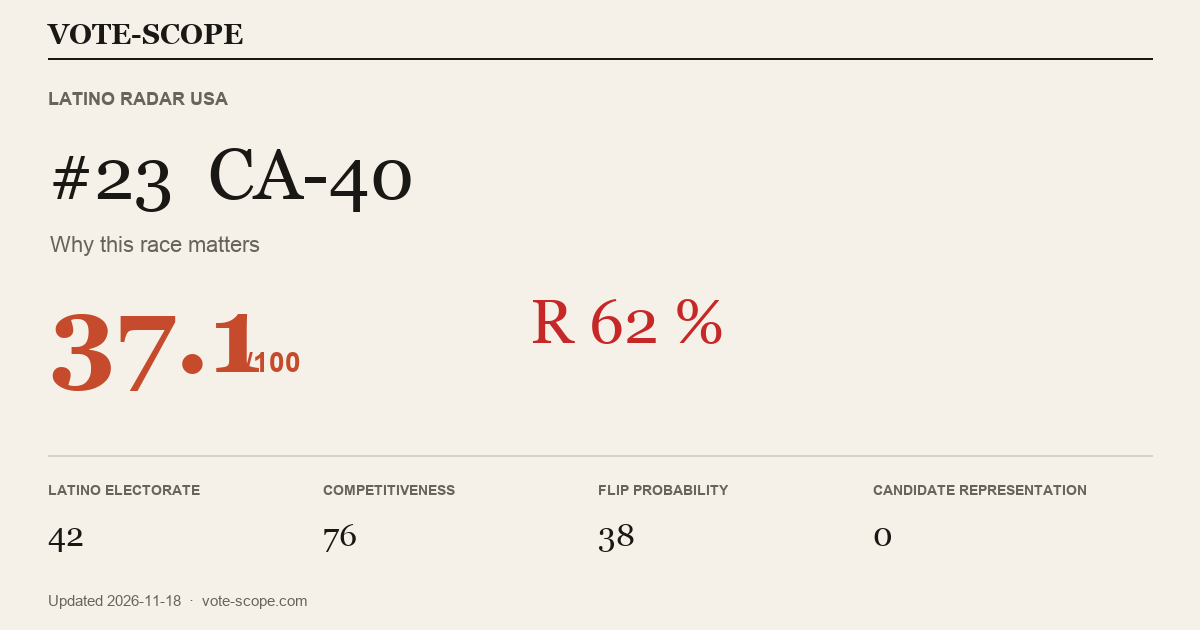 VOTE-SCOPE
LATINO RADAR USA
#23 CA-40
Why this race matters
37.1/100
R 62 %
LATINO ELECTORATE
COMPETITIVENESS
FLIP PROBABILITY
CANDIDATE REPRESENTATION
42
76
38
0
Updated 2026-11-18 · vote-scope.com